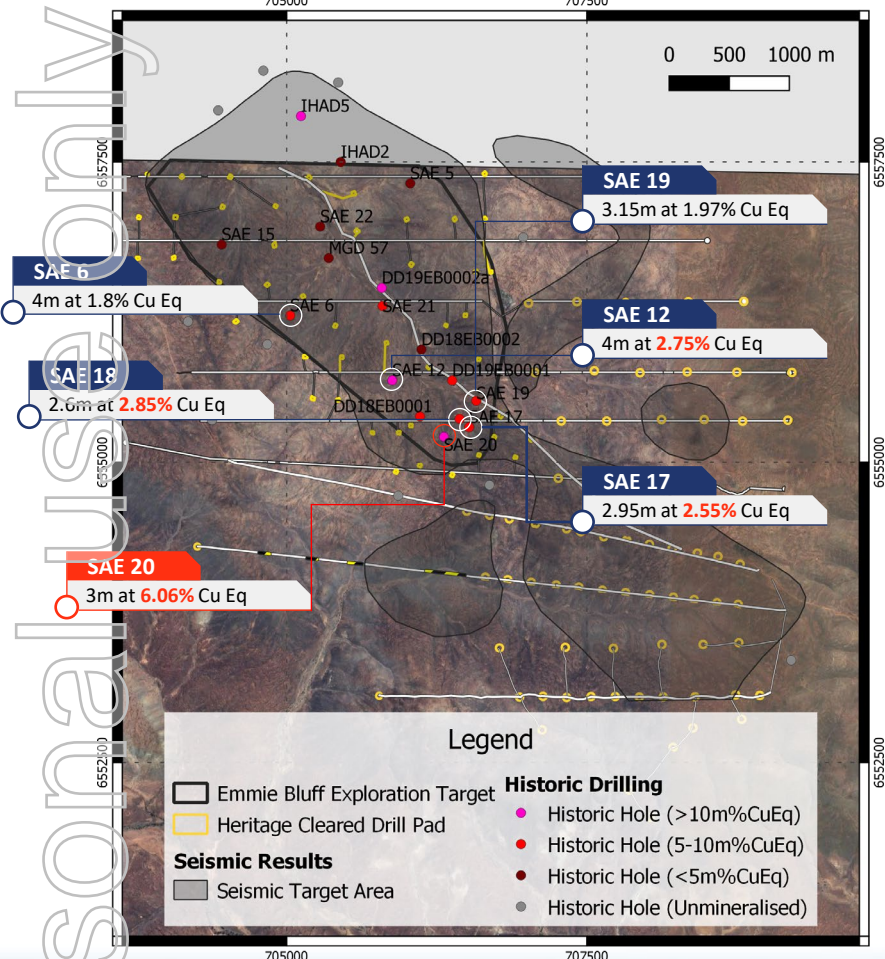 705000
707500
0 500 1000 m
IHAD5
IHAD2
6557500
6557500
SAE 5
SAE 19
3.15m at 1.97% Cu Eq
SAE 22
SAE 15
MGD 57
SAE 6
4m at 1.8% Cu Eq
DD19EB0002a
SAE 6
SAE 21
SAE 12
4m at 2.75% Cu Eq
DD18EB0002
SAE 18
2.6m at 2.85% Cu Eq
SAE 12
DD19EB0001
SAE 19
DD18EB0001
SAE 17
SAE 20
6555000
6555000
SAE 17
2.95m at 2.55% Cu Eq
SAE 20
3m at 6.06% Cu Eq
6552500
6552500
Legend
Emmie Bluff Exploration Target
Heritage Cleared Drill Pad
Seismic Results
Seismic Target Area
Historic Drilling
Historic Hole (>10m%CuEq)
Historic Hole (5-10m%CuEq)
Historic Hole (<5m%CuEq)
Historic Hole (Unmineralised)
705000
707500
sonal use only